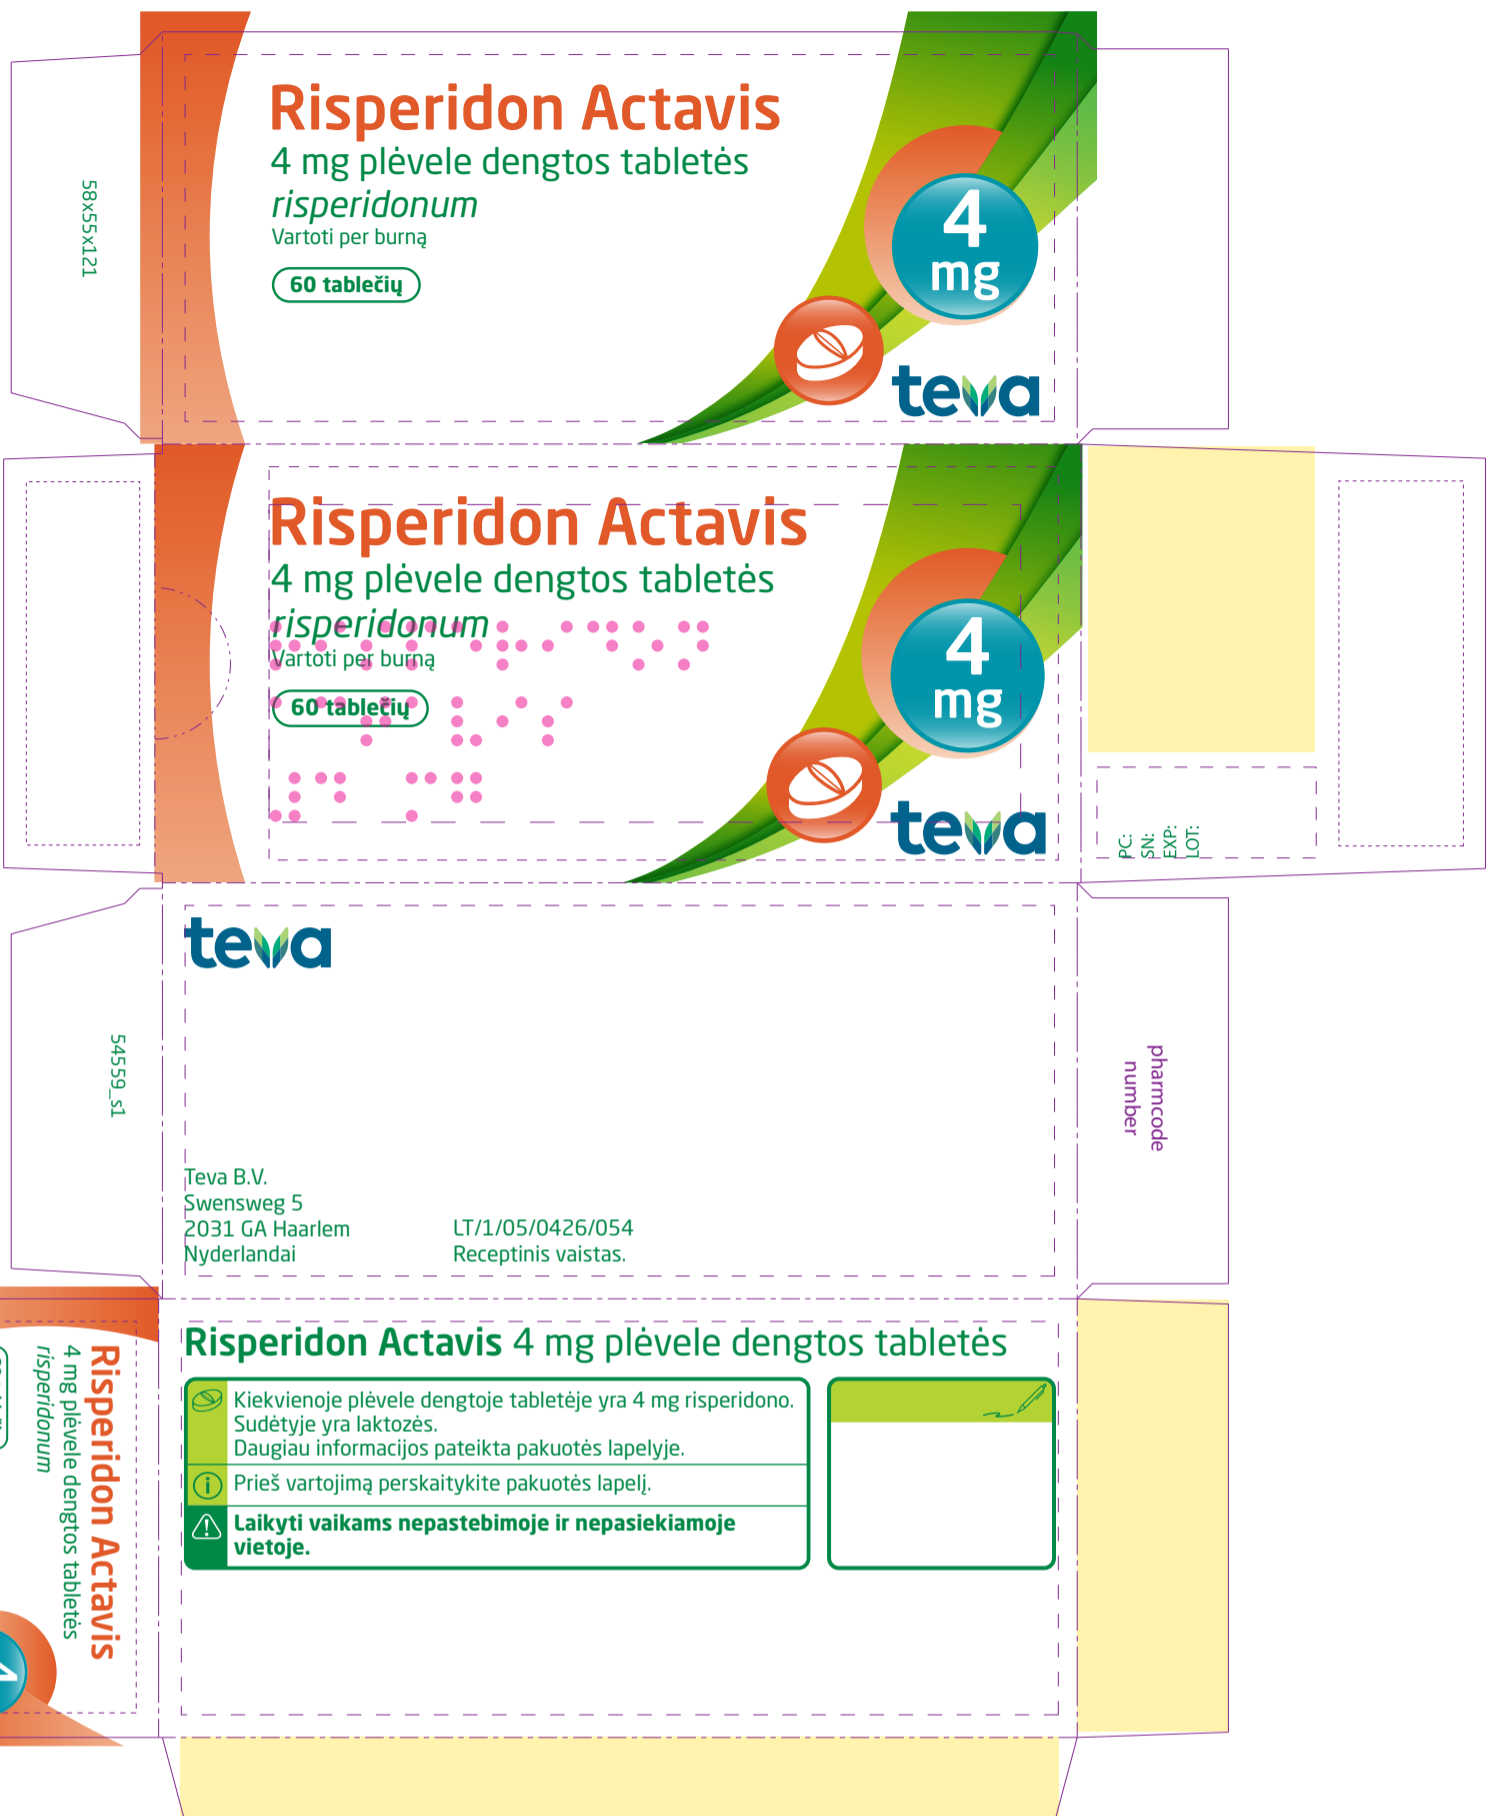 Risperidon Actavis
4 mg plėvele dengtos tabletės
risperidonum
Vartoti per burną
60 tablečių
4
mg
teva
58x55x121
Risperidon Actavis
4 mg plėvele dengtos tabletės
risperidonum
Vartoti per burną
60 tablečių
4
mg
teva
PC:
SN:
EXP:
LOT:
teva
54559_s1
pharmcode
number
Teva B.V.
Swensweg 5
2031 GA Haarlem
Nyderlandai
LT/1/05/0426/054
Receptinis vaistas.
Risperidon Actavis
4 mg plėvele dengtos tabletės
risperidonum
Risperidon Actavis 4 mg plėvele dengtos tabletės
Kiekvienoje plėvele dengtoje tabletėje yra 4 mg risperidono.
Sudėtyje yra laktozės.
Daugiau informacijos pateikta pakuotės lapelyje.
Prieš vartojimą perskaitykite pakuotės lapelį.
Laikyti vaikams nepastebimoje ir nepasiekiamoje
vietoje.